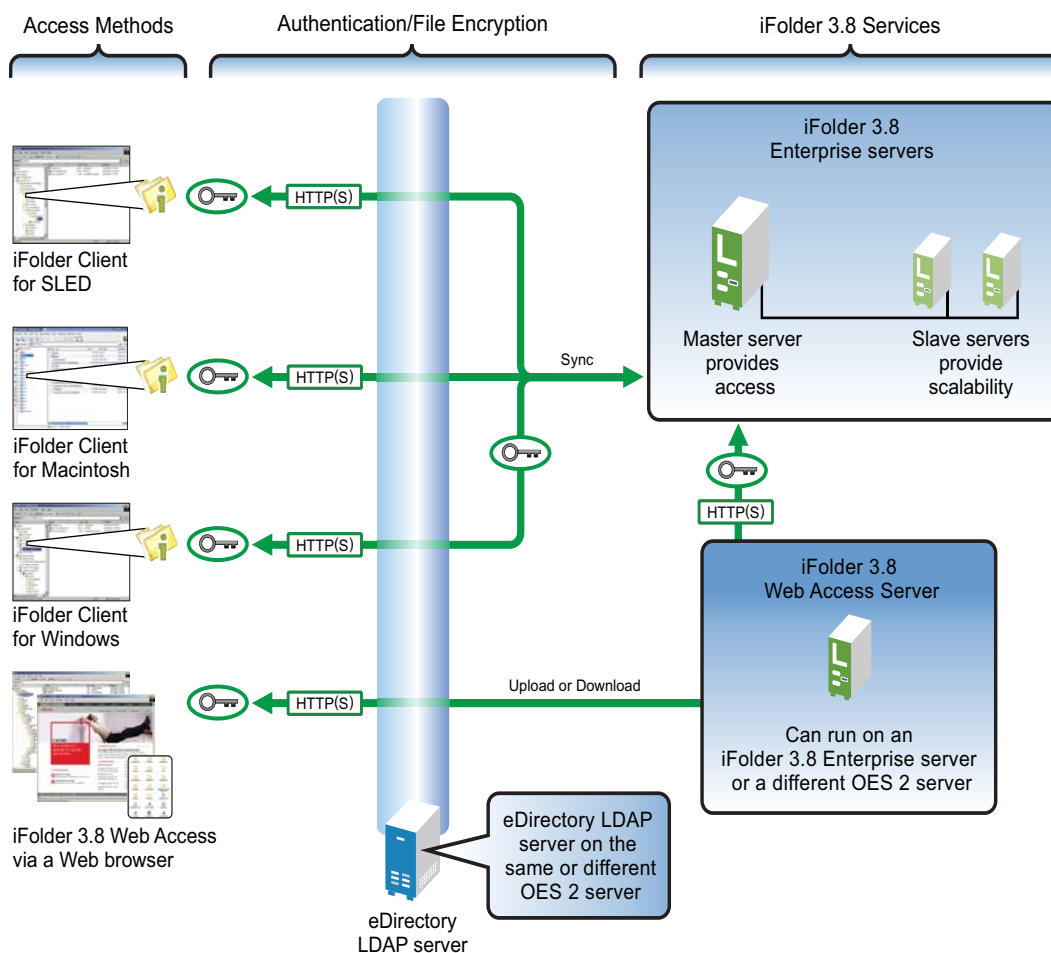 Access Methods
Authentication/File Encryption
iFolder 3.8 Services
iFolder 3.8
Enterprise servers
Master server
provides
access
Slave servers
provide
scalability
HTTP(S)
iFolder Client
for SLED
HTTP(S)
Sync
iFolder Client
for Macintosh
HTTP(S)
iFolder Client
for Windows
HTTP(S)
iFolder 3.8
Web Access Server
Can run on an
iFolder 3.8 Enterprise server
or a different OES 2 server
HTTP(S)
Upload or Download
iFolder 3.8 Web Access
via a Web browser
eDirectory LDAP
server on the
same or different
OES 2 server
eDirectory
LDAP server